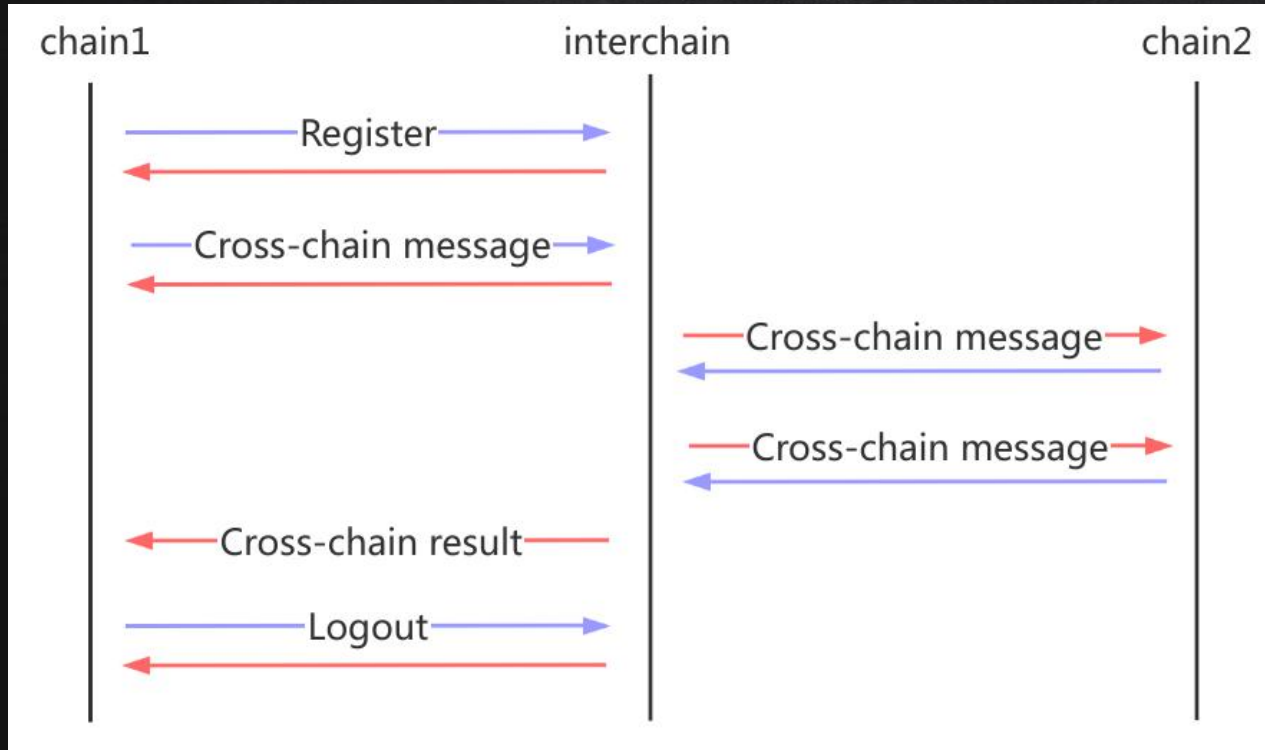 chain1
interchain
chain2
Register
Cross-chain message
Cross-chain message
Cross-chain message
Cross-chain result
Logout